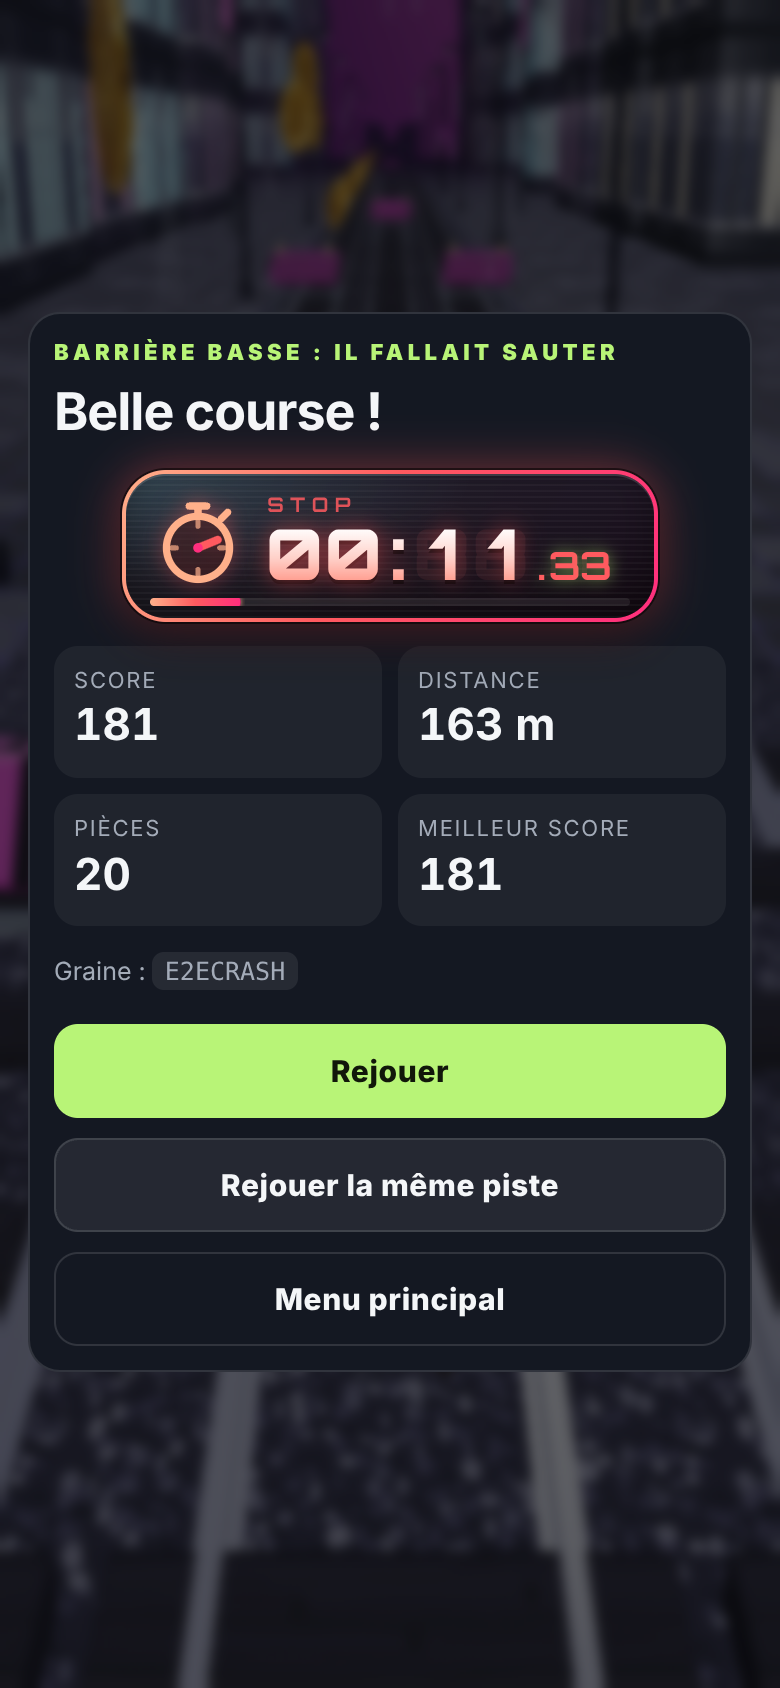 BARRIÈRE BASSE : IL FALLAIT SAUTER
Belle course !
STOP
00:11.33
SCORE
181
DISTANCE
163 m
PIÈCES
20
MEILLEUR SCORE
181
Graine : E2ECRASH
Rejouer
Rejouer la même piste
Menu principal